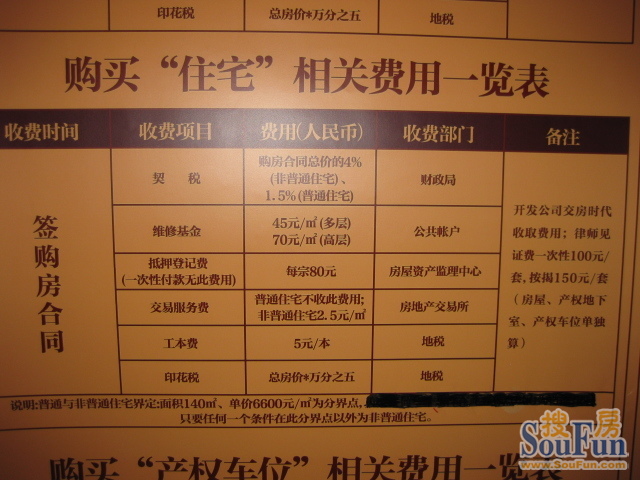 印花税 总房价*万分之五 地税
购买“住宅”相关费用一览表
收费时间 收费项目 费用(人民币) 收费部门 备注
签购房合同
契 税 购房合同总价的4%
(非普通住宅)、
1.5%(普通住宅) 财政局
维修基金 45元/㎡(多层)
70元/㎡(高层) 公共帐户
抵押登记费
(一次性付款无此费用) 每宗80元 房屋资产监理中心
交易服务费 普通住宅不收此费用;
非普通住宅2.5元/㎡ 房地产交易所
工本费 5元/本 地税
印花税 总房价*万分之五 地税
开发公司交房时代
收取费用；律师见
证费一次性100元/
套，按揭150元/套
（房屋、产权地下
室、产权车位单独
算）
说明:普通与非普通住宅界定:面积140㎡、单价6600元/㎡为分界点,
只要任何一个条件在此分界点以外为非普通住宅。
购买“产权车位”相关费用一览表
搜房
SouFun
www.SouFun.com